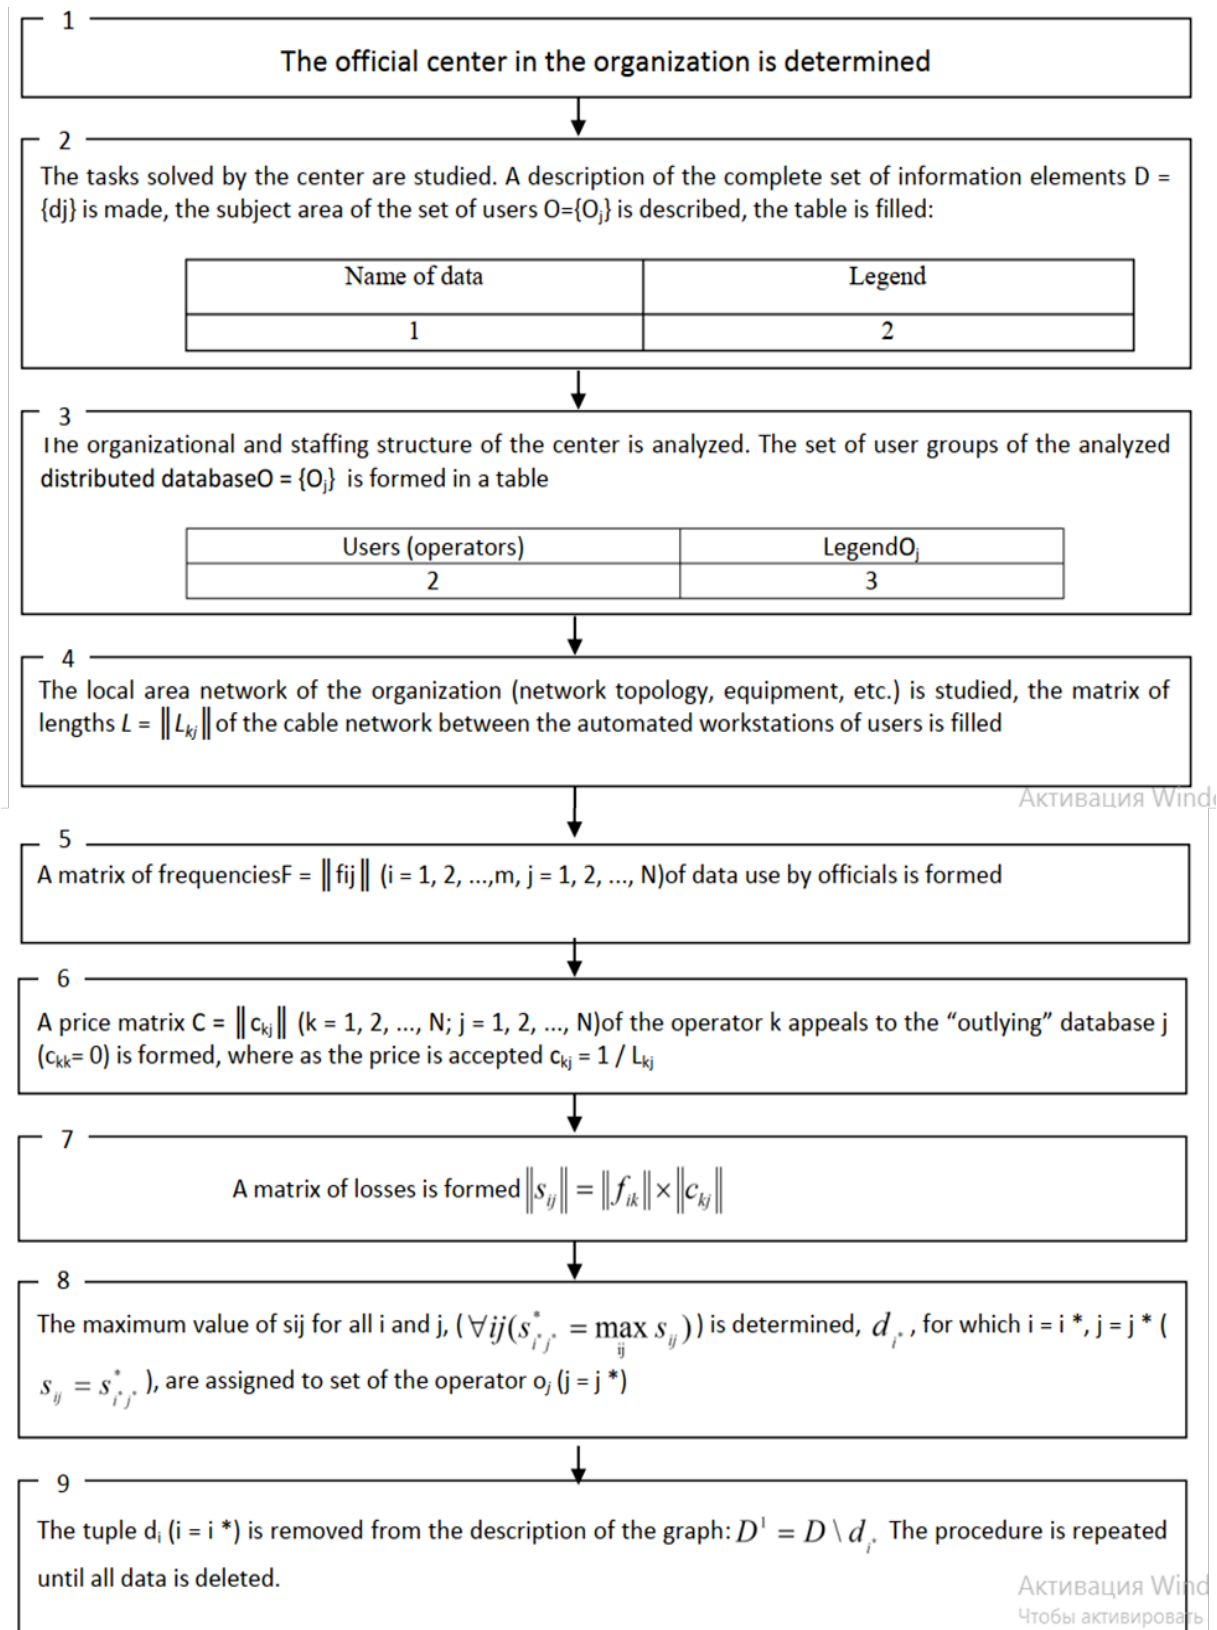 1
The official center in the organization is determined
2
The tasks solved by the center are studied. A description of the complete set of information elements D =
{dj} is made, the subject area of the set of users O={Oj} is described, the table is filled:
Name of data Legend
1 2
3
The organizational and staffing structure of the center is analyzed. The set of user groups of the analyzed
distributed databaseO = {Oj} is formed in a table
Users (operators) LegendOj
2 3
4
The local area network of the organization (network topology, equipment, etc.) is studied, the matrix of
lengths L = ‖Lkj‖ of the cable network between the automated workstations of users is filled
Активация Wind
5
A matrix of frequenciesF = ‖fij‖ (i = 1, 2, ...,m, j = 1, 2, ..., N)of data use by officials is formed
6
A price matrix C = ‖ckj‖ (k = 1, 2, ..., N; j = 1, 2, ..., N)of the operator k appeals to the “outlying” database j
(ckk= 0) is formed, where as the price is accepted ckj = 1 / Lkj
7
A matrix of losses is formed ‖sij‖ = ‖fik‖×‖ckj‖
8
The maximum value of sij for all i and j, (∀ij(s*i*j* = max sij)) is determined, di*, for which i = i *, j = j * (
ij
sij = s*i*j* ), are assigned to set of the operator oj (j = j *)
9
The tuple di (i = i *) is removed from the description of the graph: D¹ = D \ di* The procedure is repeated
until all data is deleted.
Активация Wind
Чтобы активировать